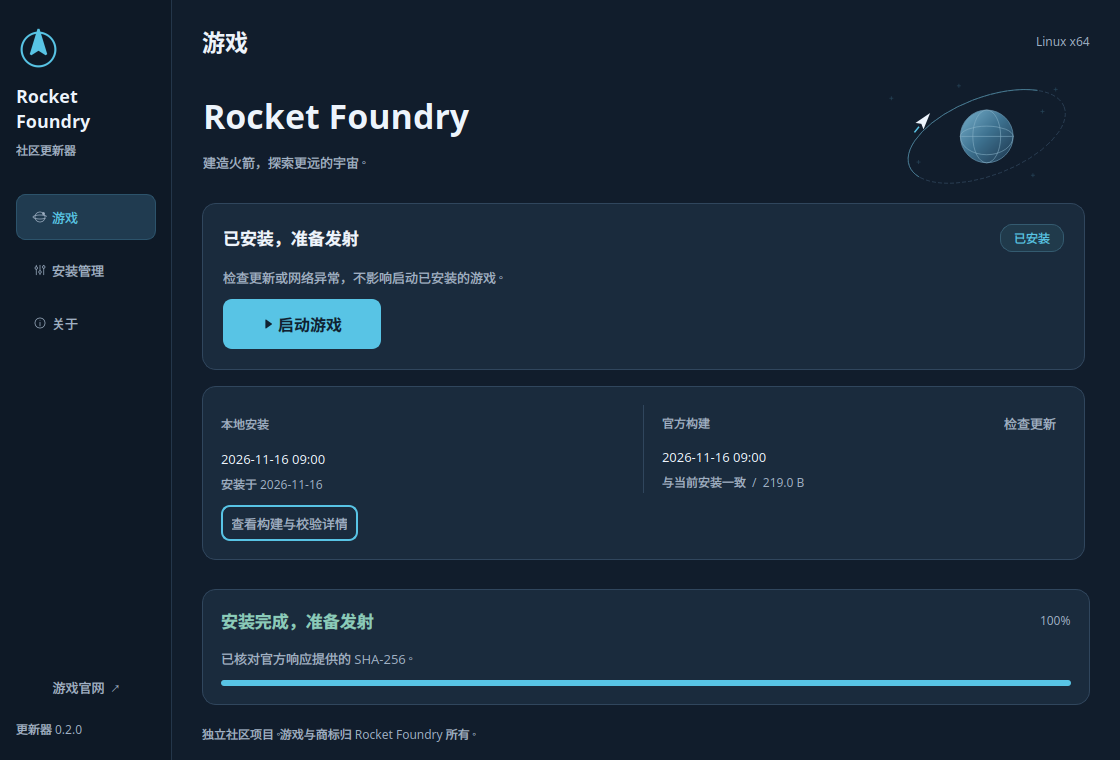 Rocket
Foundry
社区更新器
游戏
安装管理
关于
游戏官网 ↗
更新器 0.2.0
游戏
Linux x64
Rocket Foundry
建造火箭，探索更远的宇宙。
已安装，准备发射
已安装
检查更新或网络异常，不影响启动已安装的游戏。
启动游戏
本地安装
2026-11-16 09:00
安装于 2026-11-16
查看构建与校验详情
官方构建
检查更新
2026-11-16 09:00
与当前安装一致 / 219.0 B
安装完成，准备发射
100%
已核对官方响应提供的 SHA-256。
独立社区项目。游戏与商标归 Rocket Foundry 所有。